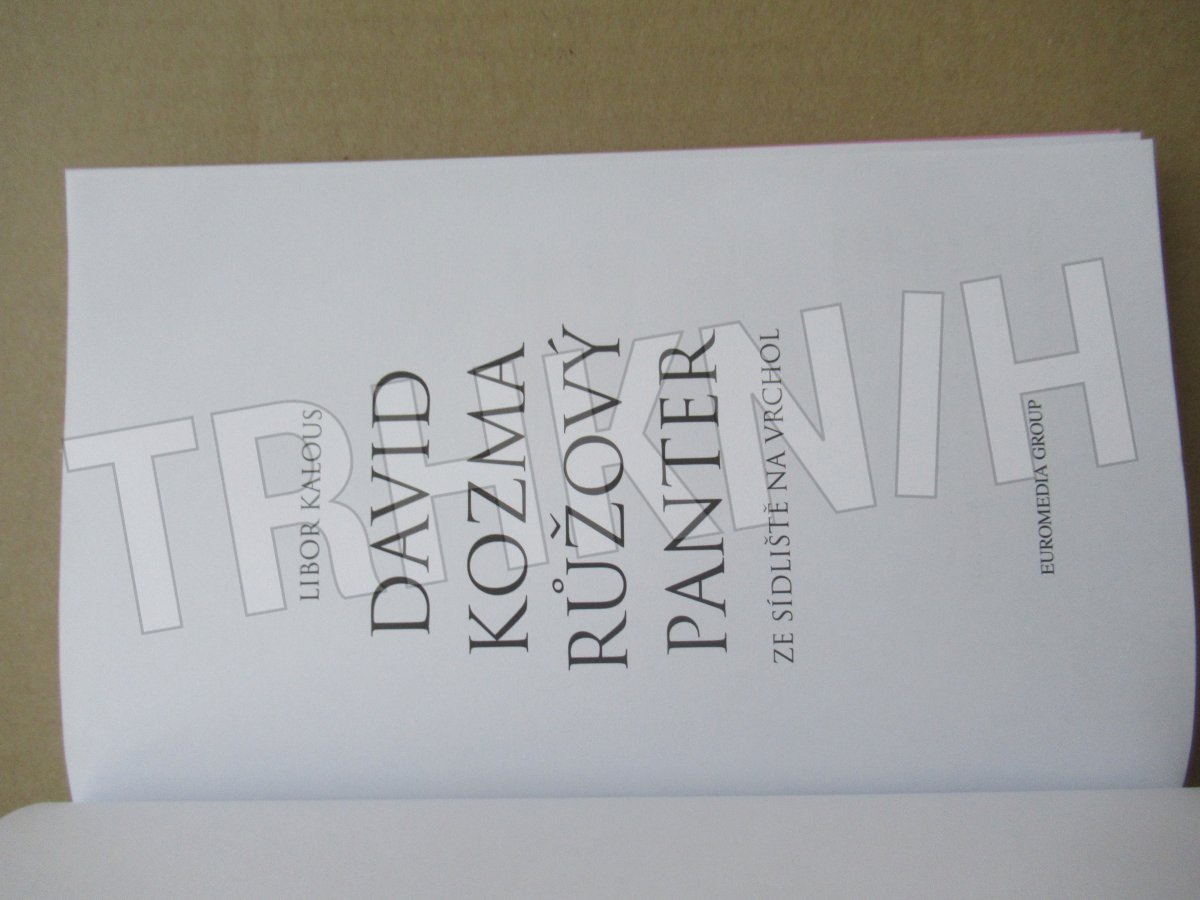 LIBOR KALOUS
DAVID
KOZMA
RŮŽOVÝ
PANTER
ZE SÍDLIŠTĚ NA VRCHOL
EUROMEDIA GROUP
TRHKNIH